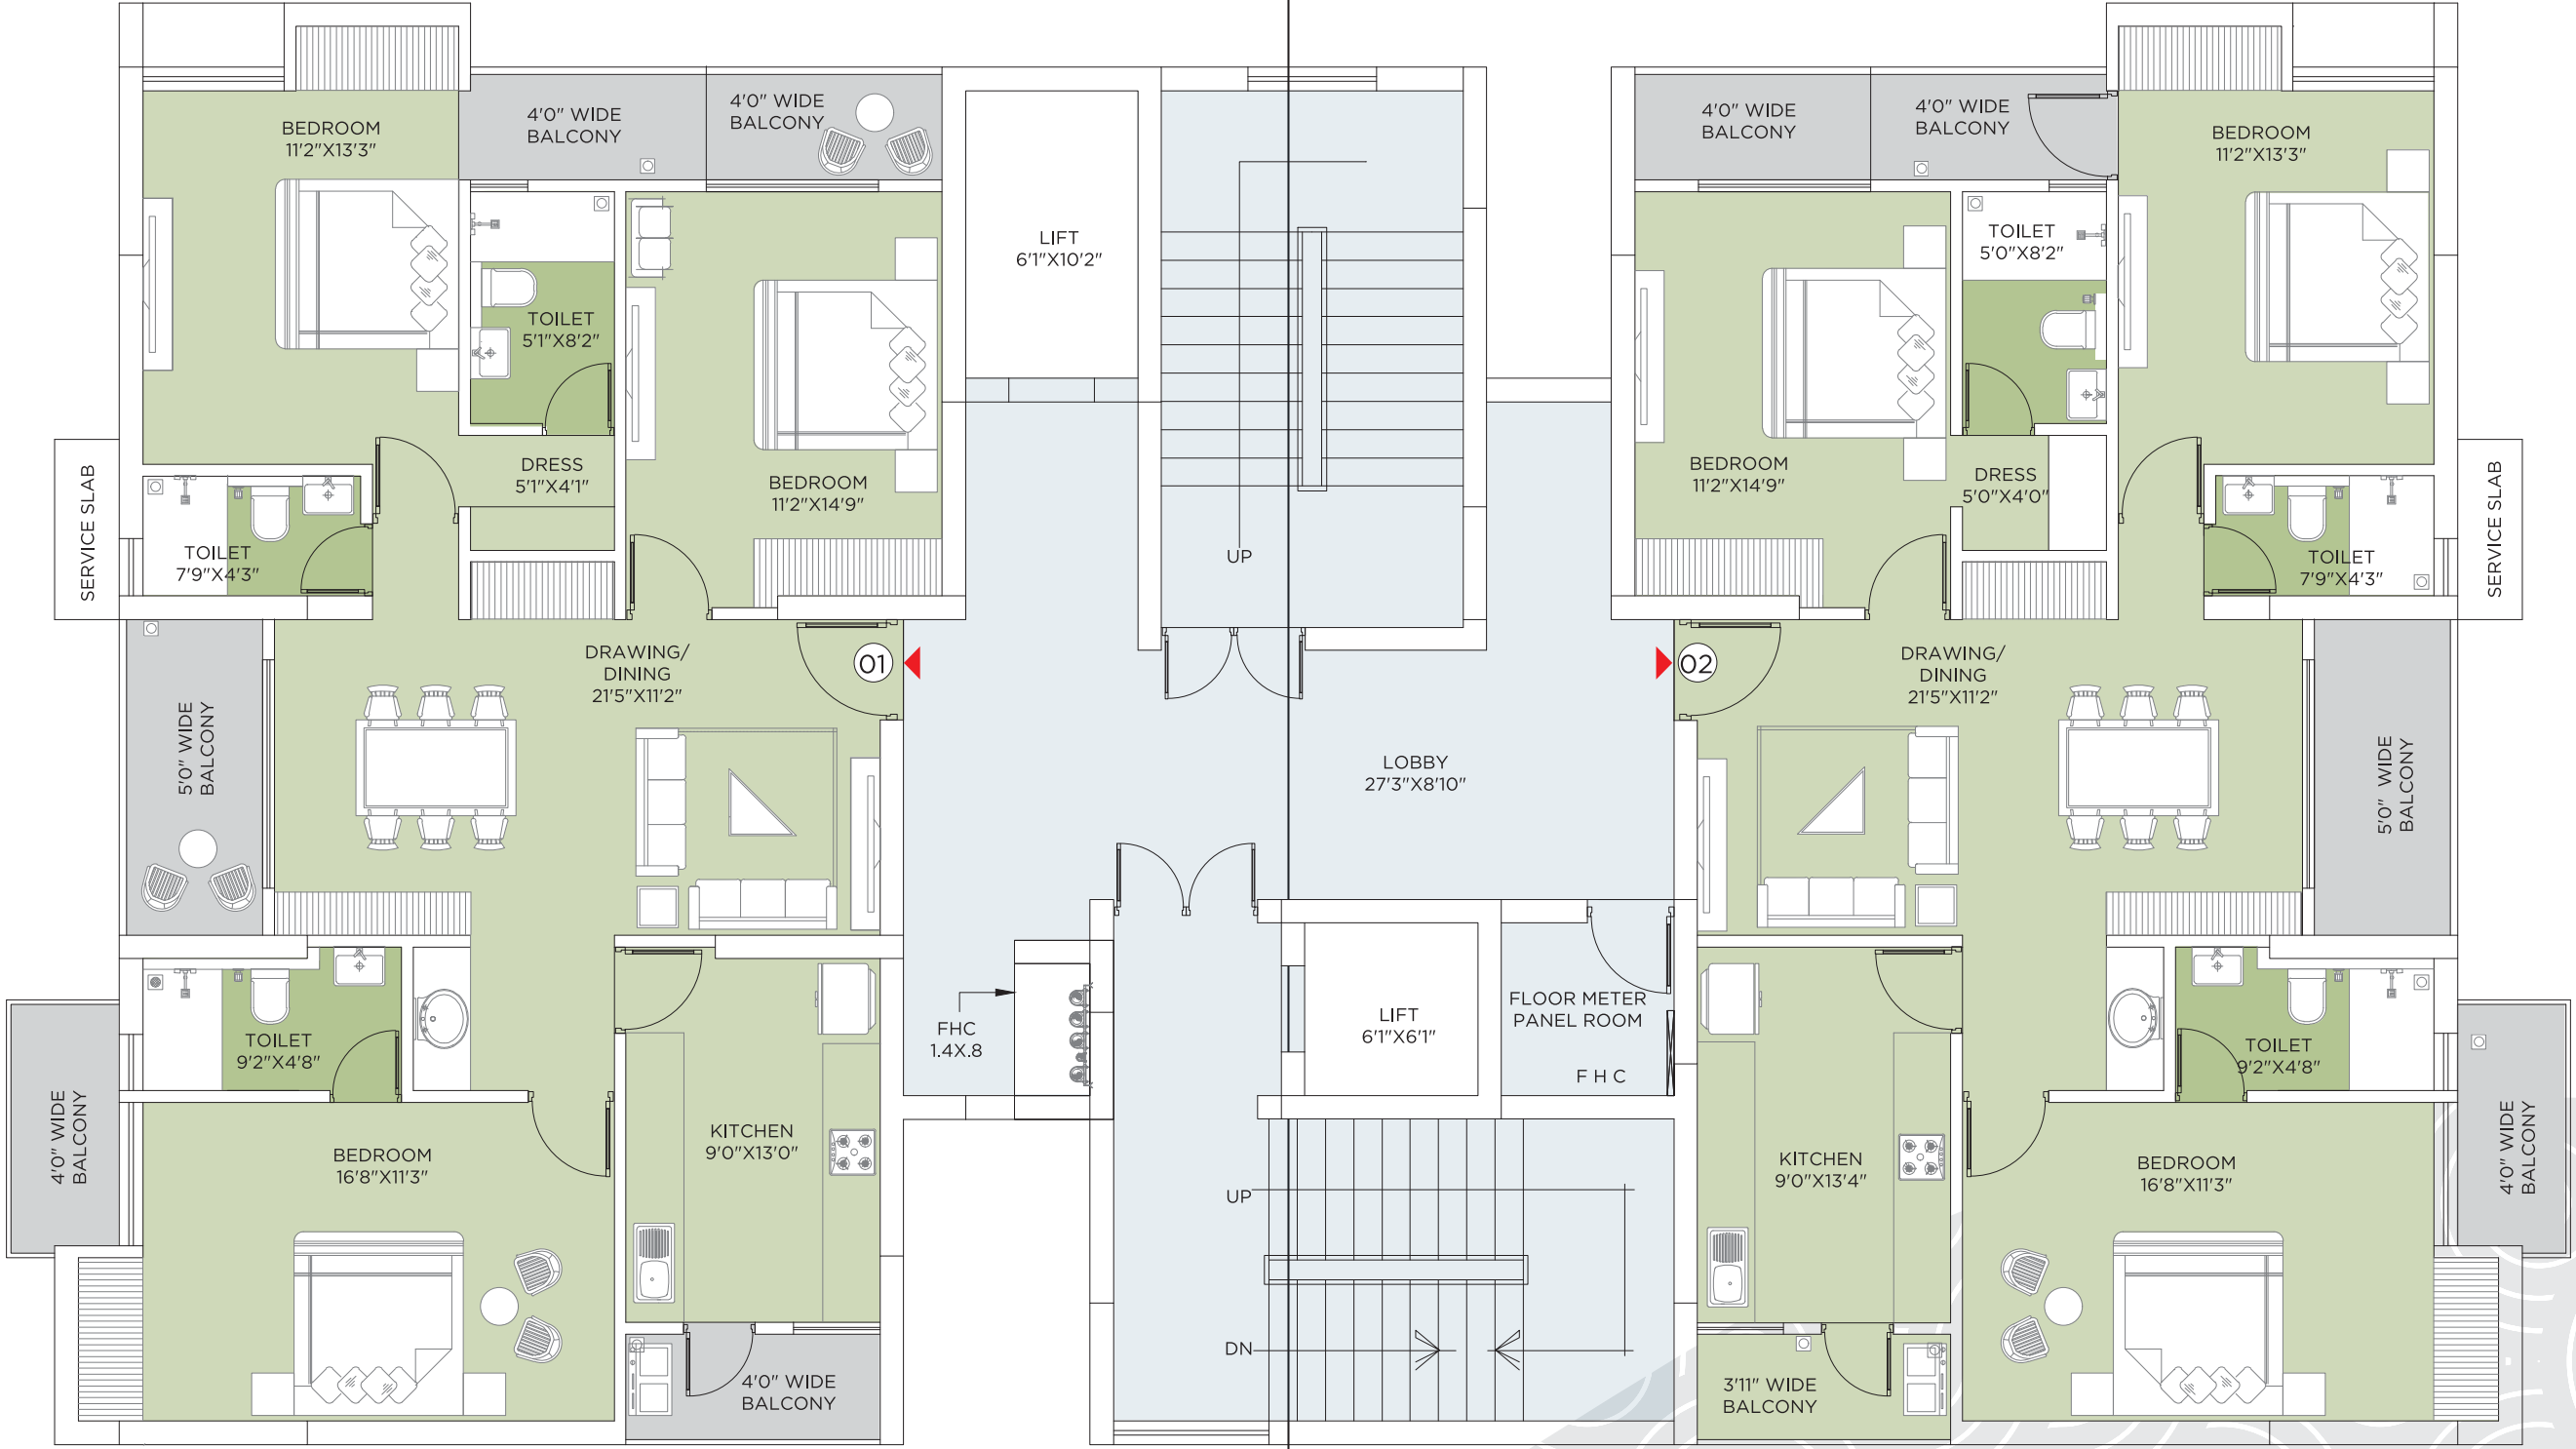 BEDROOM
11'2"X13'3"
4'0" WIDE
BALCONY
4'0" WIDE
BALCONY
TOILET
5'1"X8'2"
DRESS
5'1"X4'1"
BEDROOM
11'2"X14'9"
SERVICE SLAB
TOILET
7'9"X4'3"
DRAWING/
DINING
21'5"X11'2"
01
5'0" WIDE
BALCONY
TOILET
9'2"X4'8"
4'0" WIDE
BALCONY
BEDROOM
16'8"X11'3"
KITCHEN
9'0"X13'0"
4'0" WIDE
BALCONY
LIFT
6'1"X10'2"
UP
LOBBY
27'3"X8'10"
FHC
1.4X.8
LIFT
6'1"X6'1"
FLOOR METER
PANEL ROOM
F H C
UP
DN
4'0" WIDE
BALCONY
4'0" WIDE
BALCONY
BEDROOM
11'2"X13'3"
TOILET
5'0"X8'2"
BEDROOM
11'2"X14'9"
DRESS
5'0"X4'0"
TOILET
7'9"X4'3"
SERVICE SLAB
02
DRAWING/
DINING
21'5"X11'2"
5'0" WIDE
BALCONY
TOILET
9'2"X4'8"
4'0" WIDE
BALCONY
KITCHEN
9'0"X13'4"
BEDROOM
16'8"X11'3"
3'11" WIDE
BALCONY